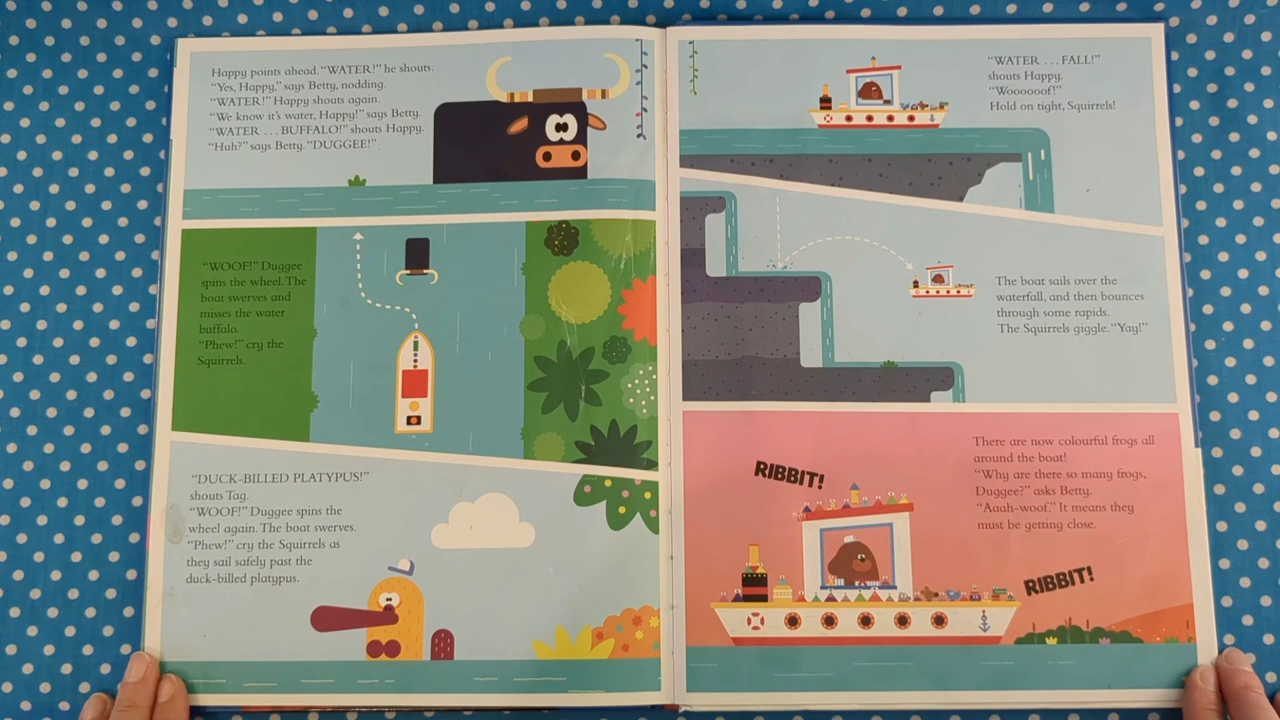 Happy points ahead. "WATER!" he shouts.
"Yes, Happy," says Betty, nodding.
"WATER!" Happy shouts again.
"We know it's water, Happy!" says Betty.
"WATER ... BUFFALO!" shouts Happy.
"Huh?" says Betty. "DUGGEE!"
"WOOF!" Duggee
spins the wheel. The
boat swerves and
misses the water
buffalo.
"Phew!" cry the
Squirrels.
"DUCK-BILLED PLATYPUS!"
shouts Tag.
"WOOF!" Duggee spins the
wheel again. The boat swerves.
"Phew!" cry the Squirrels as
they sail safely past the
duck-billed platypus.
"WATER ... FALL!"
shouts Happy.
"Woooooof!"
Hold on tight, Squirrels!
The boat sails over the
waterfall, and then bounces
through some rapids.
The Squirrels giggle. "Yay!"
There are now colourful frogs all
around the boat!
"Why are there so many frogs,
Duggee?" asks Betty.
"Aaah-woof." It means they
must be getting close.
RIBBIT!
RIBBIT!